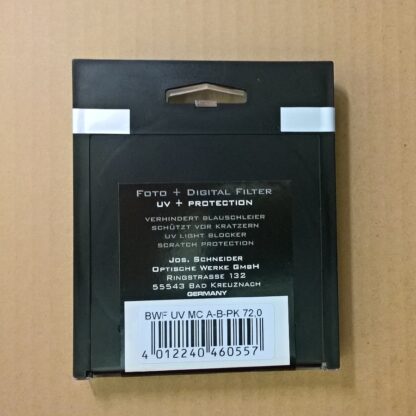 FOTO + DIGITAL FILTER
UV + PROTECTION
VERHINDERT BLAUSCHLEIER
SCHÜTZT VOR KRATZERN
UV LIGHT BLOCKER
SCRATCH PROTECTION
JOS. SCHNEIDER
OPTISCHE WERKE GMBH
RINGSTRASSE 132
55543 BAD KREUZNACH
GERMANY
BWF UV MC A-B-PK 72,0
4 012240 460557